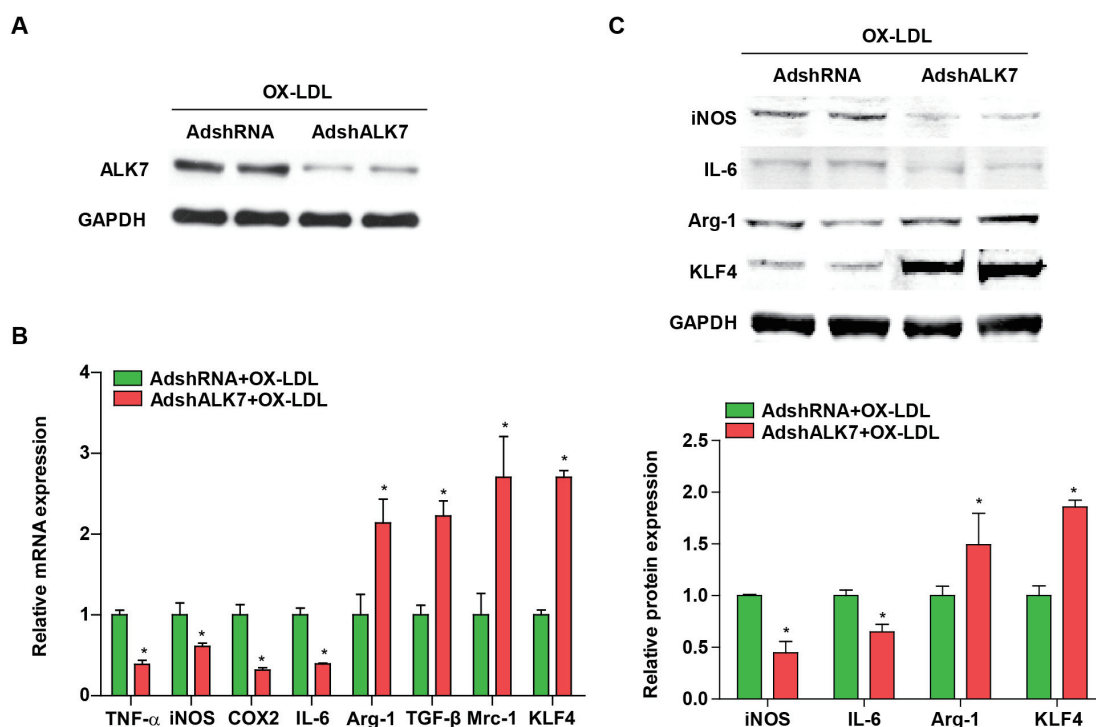 A
OX-LDL
AdshRNA AdshALK7
ALK7
GAPDH
B
Relative mRNA expression
4
3
2
1
0
AdshRNA+OX-LDL
AdshALK7+OX-LDL
* * * * * * * *
TNF-α iNOS COX2 IL-6 Arg-1 TGF-β Mrc-1 KLF4
C
OX-LDL
AdshRNA AdshALK7
iNOS
IL-6
Arg-1
KLF4
GAPDH
AdshRNA+OX-LDL
AdshALK7+OX-LDL
Relative protein expression
2.5
2.0
1.5
1.0
0.5
0.0
* * * *
iNOS IL-6 Arg-1 KLF4